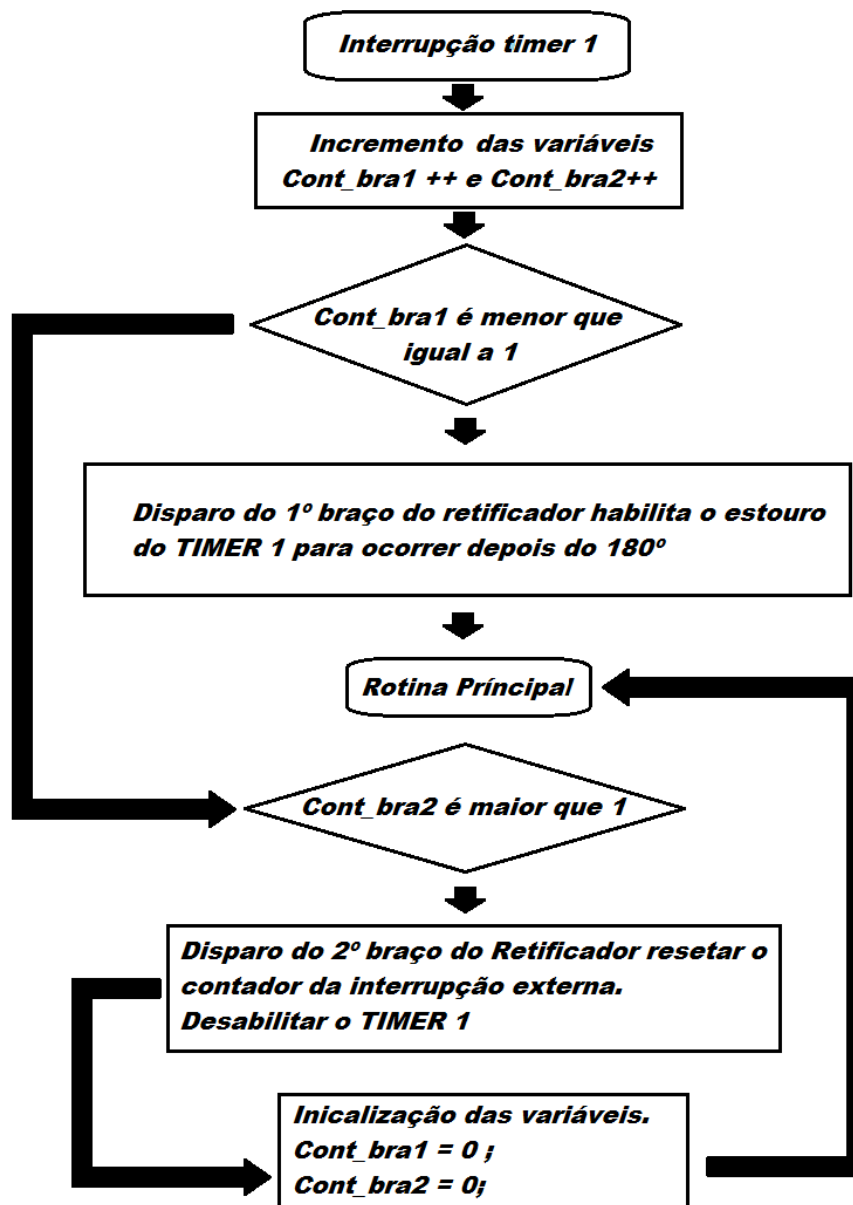 Interrupção timer 1
Incremento das variáveis
Cont_bra1 ++ e Cont_bra2++
Cont_bra1 é menor que
igual a 1
Disparo do 1º braço do retificador habilita o estouro
do TIMER 1 para ocorrer depois do 180º
Rotina Príncipal
Cont_bra2 é maior que 1
Disparo do 2º braço do Retificador resetar o
contador da interrupção externa.
Desabilitar o TIMER 1
Inicalização das variáveis.
Cont_bra1 = 0 ;
Cont_bra2 = 0;